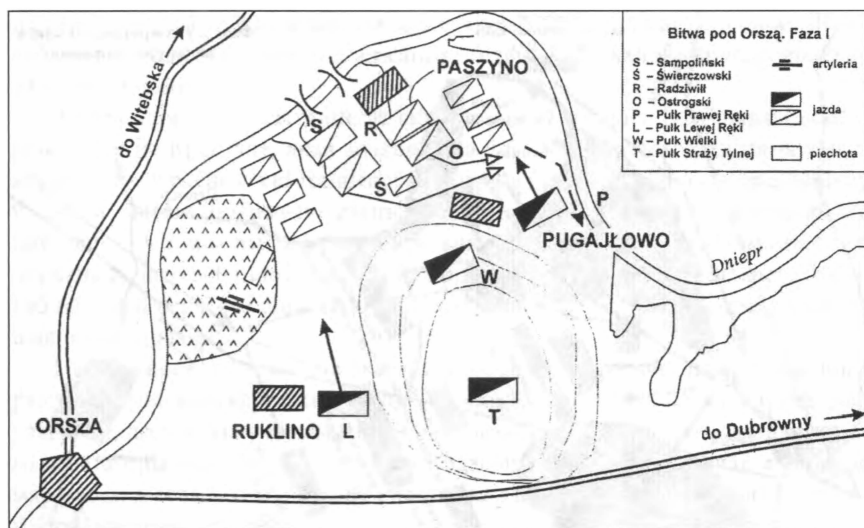 Bitwa pod Orszą. Faza I.
S – Sampoliński
Ś – Świerczowski
R – Radziwiłł
O – Ostrogski
P – Pułk Prawej Ręki
L – Pułk Lewej Ręki
W – Pułk Wielki
T – Pułk Straży Tylnej
artyleria
jazda
piechota
do Witebska
PASZYNO
S
R
O
Ś
P
PUGAJŁOWO
W
Dniepr
RUKLINO
L
T
ORSZA
do Dubrowny